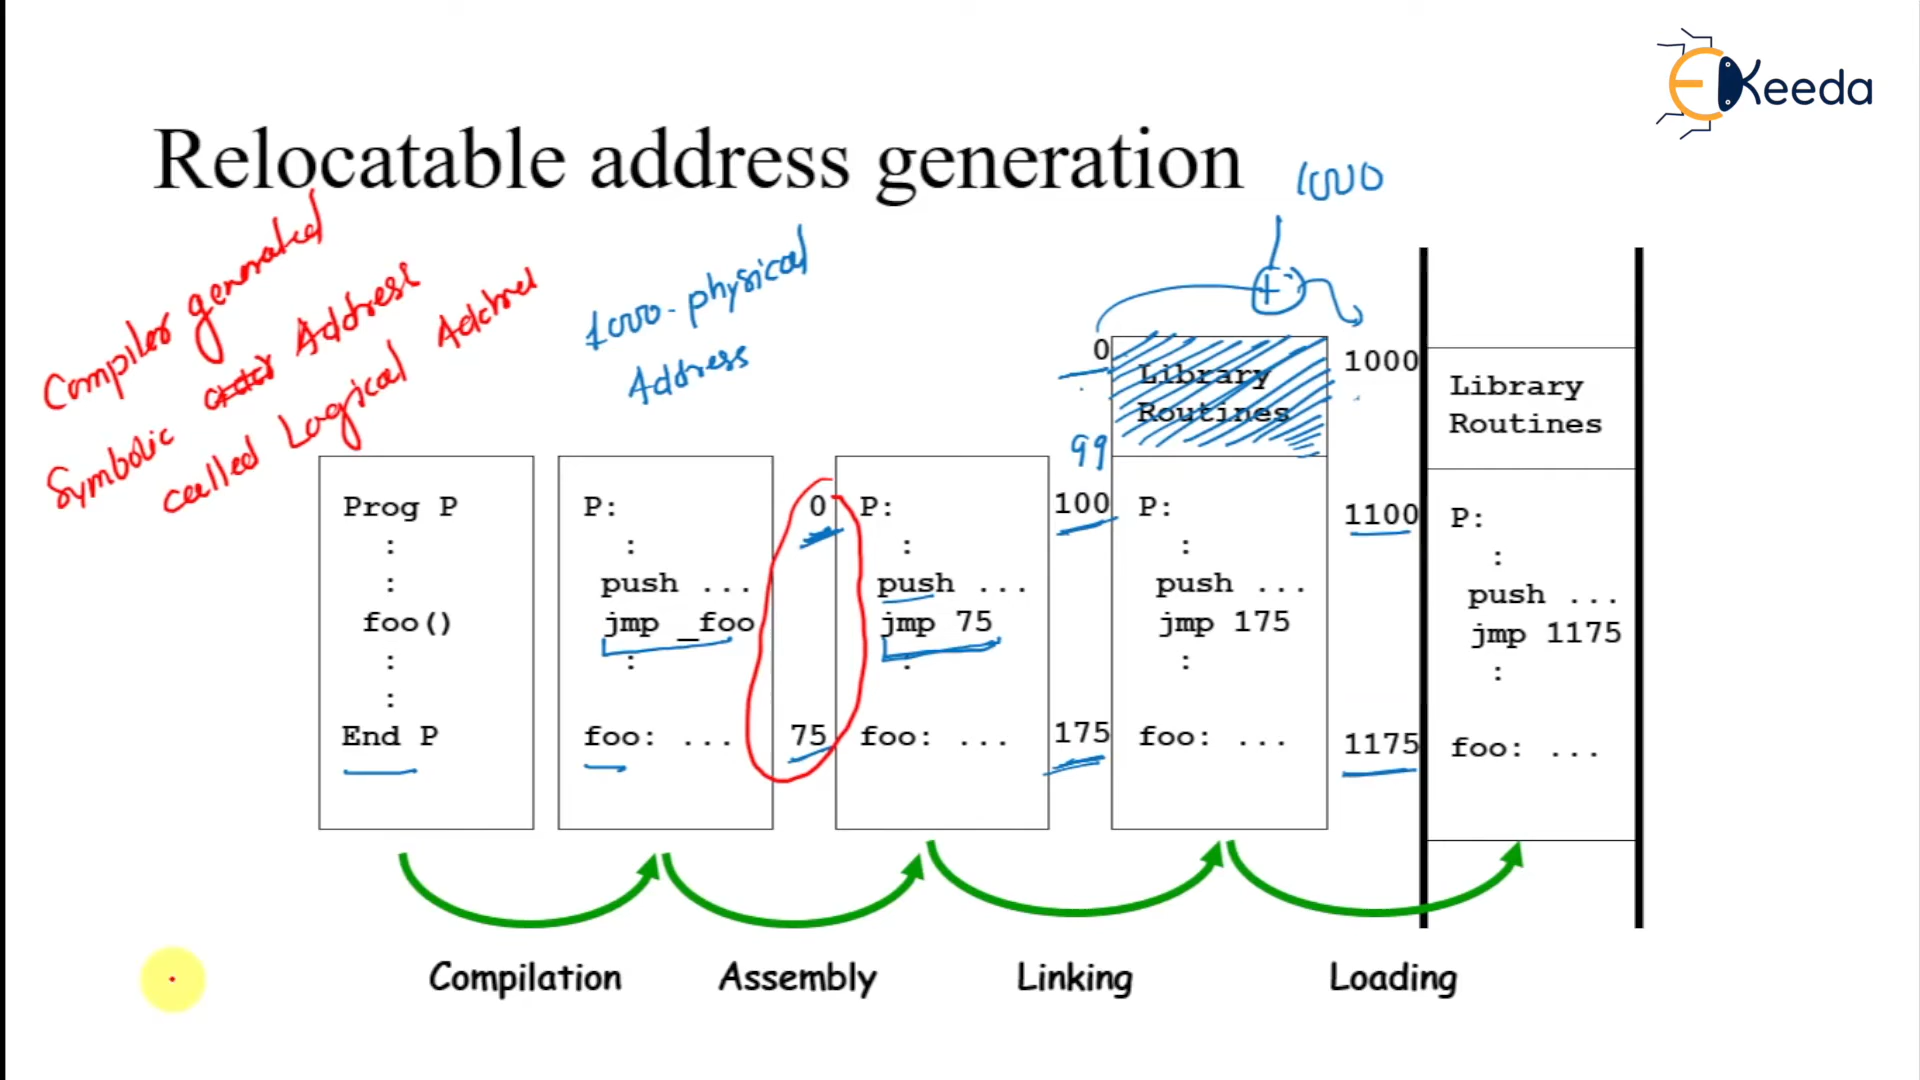 EKeeda
Relocatable address generation
1000
Compiler generated
Symbolic Address
called Logical Address
1000 - physical
Address
0
Library
Routines
99
1000
Library
Routines
Prog P
:
:
foo()
:
:
End P
P:
:
push ...
jmp _foo
:
foo: ...
0
75
P:
:
push ...
jmp 75
:
foo: ...
100
175
P:
:
push ...
jmp 175
:
foo: ...
1100
1175
P:
:
push ...
jmp 1175
:
foo: ...
Compilation
Assembly
Linking
Loading